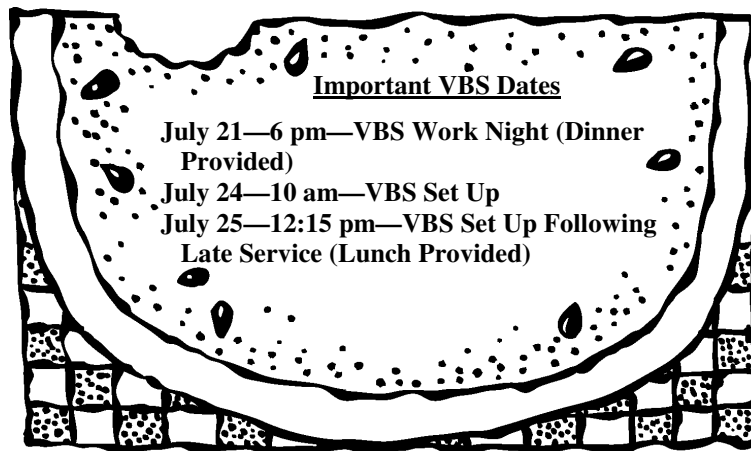 Important VBS Dates
July 21—6 pm—VBS Work Night (Dinner
Provided)
July 24—10 am—VBS Set Up
July 25—12:15 pm—VBS Set Up Following
Late Service (Lunch Provided)